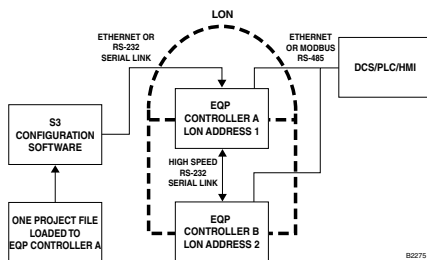 LON
ETHERNET OR
RS-232
SERIAL LINK
ETHERNET
OR MODBUS
RS-485
DCS/PLC/HMI
EQP
CONTROLLER A
LON ADDRESS 1
S3
CONFIGURATION
SOFTWARE
HIGH SPEED
RS-232
SERIAL LINK
ONE PROJECT FILE
LOADED TO
EQP CONTROLLER A
EQP
CONTROLLER B
LON ADDRESS 2
B2275